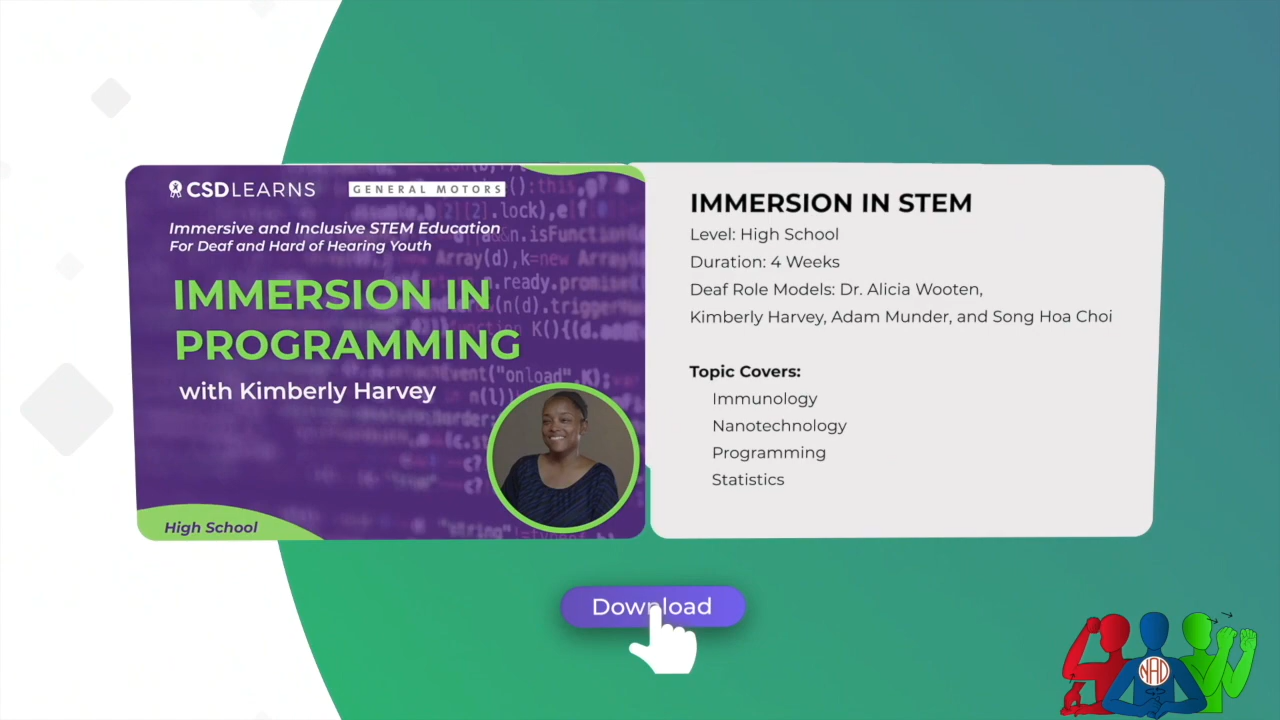 CSDLEARNS
GENERAL MOTORS
Immersive and Inclusive STEM Education
For Deaf and Hard of Hearing Youth
IMMERSION IN
PROGRAMMING
with Kimberly Harvey
High School
IMMERSION IN STEM
Level: High School
Duration: 4 Weeks
Deaf Role Models: Dr. Alicia Wooten,
Kimberly Harvey, Adam Munder, and Song Hoa Choi
Topic Covers:
Immunology
Nanotechnology
Programming
Statistics
Download
NAD